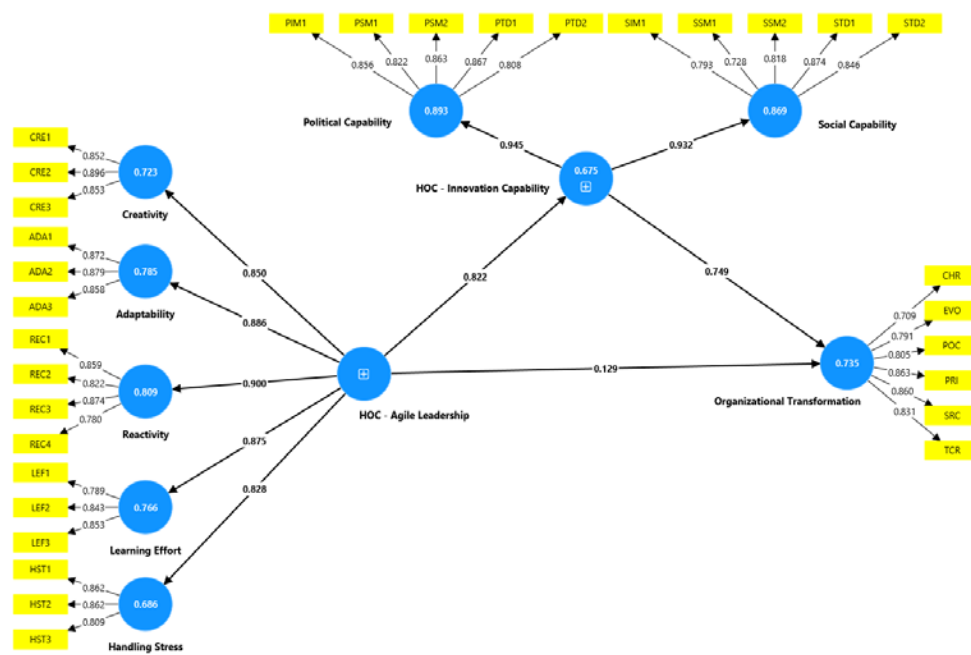 PIM1 PSM1 PSM2 PTD1 PTD2 SIM1 SSM1 SSM2 STD1 STD2
0.856 0.822 0.863 0.867 0.808 0.793 0.728 0.818 0.874 0.846
0.893 0.869
Political Capability Social Capability
0.945 0.932
0.675
HOC - Innovation Capability
CRE1
CRE2
CRE3
0.852
0.896
0.853
0.723
Creativity
ADA1
ADA2
ADA3
0.872
0.879
0.858
0.785
Adaptability
REC1
REC2
REC3
REC4
0.859
0.822
0.874
0.780
0.809
Reactivity
LEF1
LEF2
LEF3
0.789
0.843
0.853
0.766
Learning Effort
HST1
HST2
HST3
0.862
0.862
0.809
0.686
Handling Stress
0.850
0.886
0.900
0.875
0.828
HOC - Agile Leadership
0.822
0.749
0.129
0.735
Organizational Transformation
0.709
0.791
0.805
0.863
0.860
0.831
CHR
EVO
POC
PRI
SRC
TCR